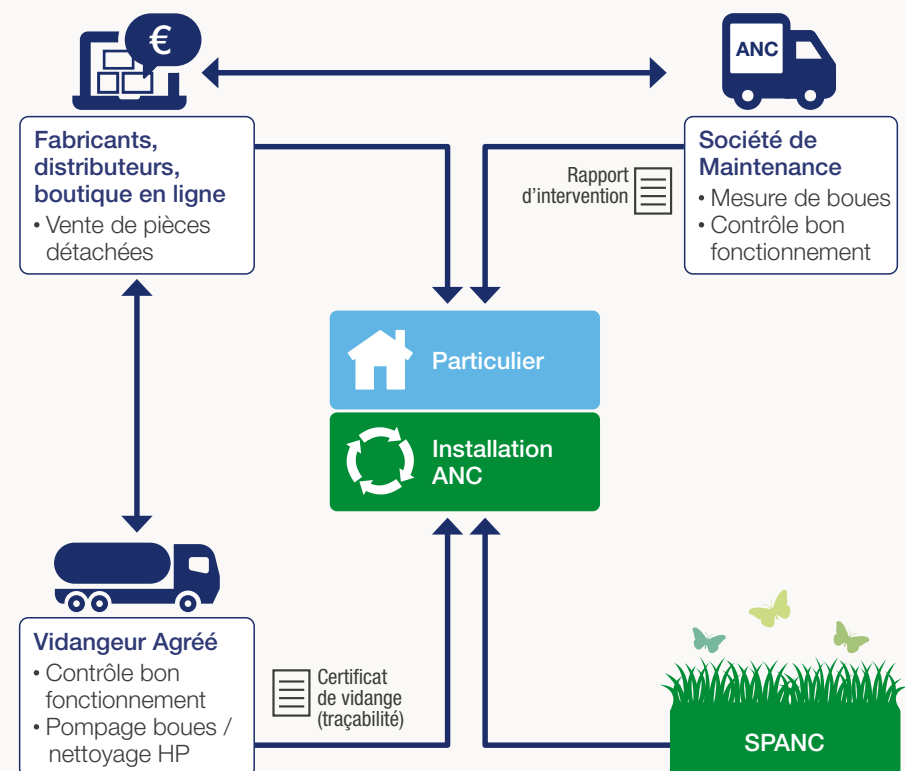 €
ANC
Fabricants,
distributeurs,
boutique en ligne
• Vente de pièces
détachées
Société de
Maintenance
• Mesure de boues
• Contrôle bon
fonctionnement
Rapport
d'intervention
Particulier
Installation
ANC
Vidangeur Agréé
• Contrôle bon
fonctionnement
• Pompage boues /
nettoyage HP
Certificat
de vidange
(traçabilité)
SPANC